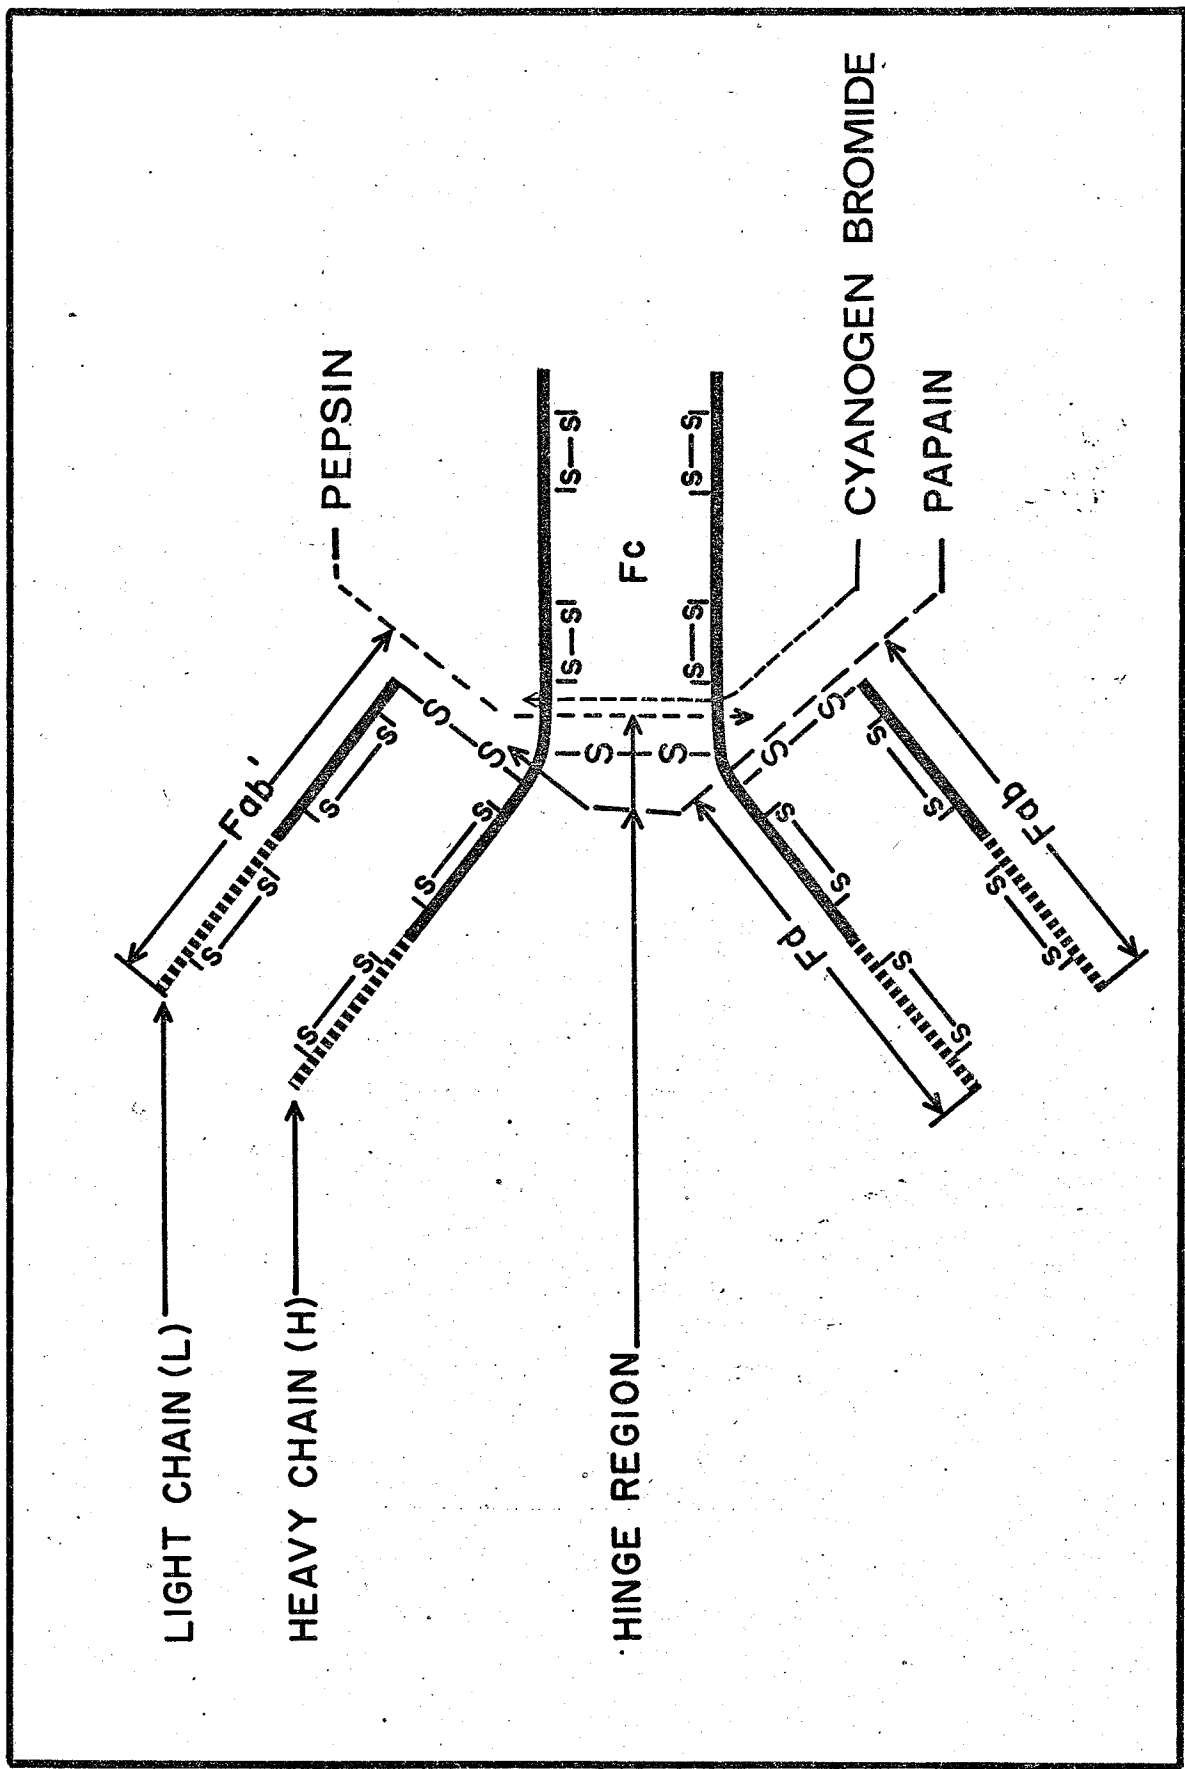 LIGHT CHAIN (L)
Fab'
S—S
S—S
HEAVY CHAIN (H)
PEPSIN
S—S
S—S
S—S
S—S
S—S
HINGE REGION
Fc
S—S
S—S
S—S
S—S
Fd
S—S
S—S
CYANOGEN BROMIDE
S—S
PAPAIN
S—S
Fab